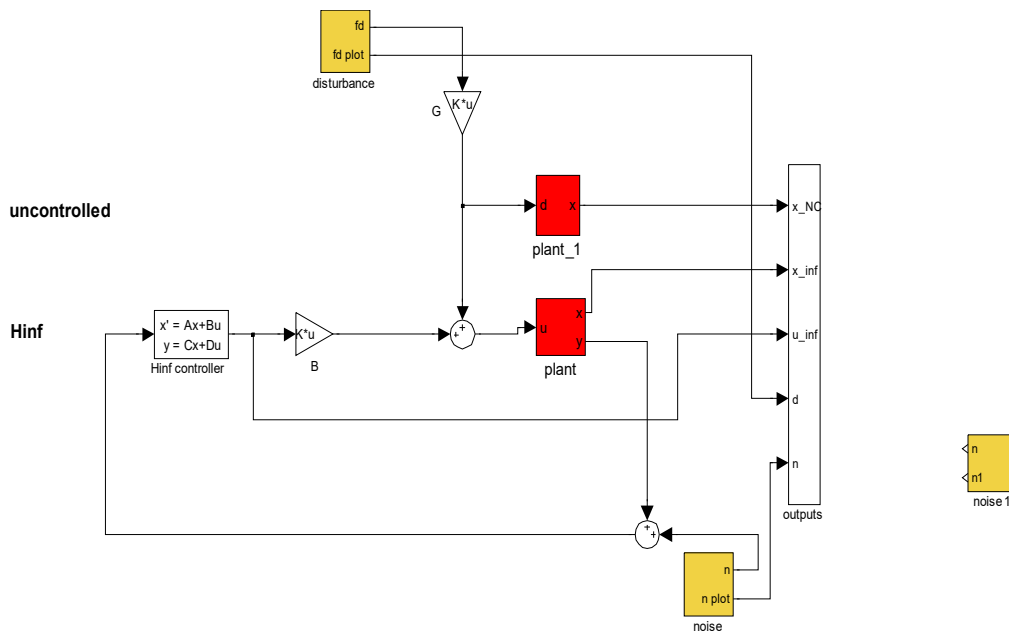 fd
fd plot
disturbance
G
K*u
uncontrolled
d
x
plant_1
x_NC
x_inf
Hinf
x' = Ax+Bu
y = Cx+Du
Hinf controller
K*u
B
+
+
u
x
y
plant
u_inf
d
n
outputs
n
n1
noise 1
+
+
n
n plot
noise